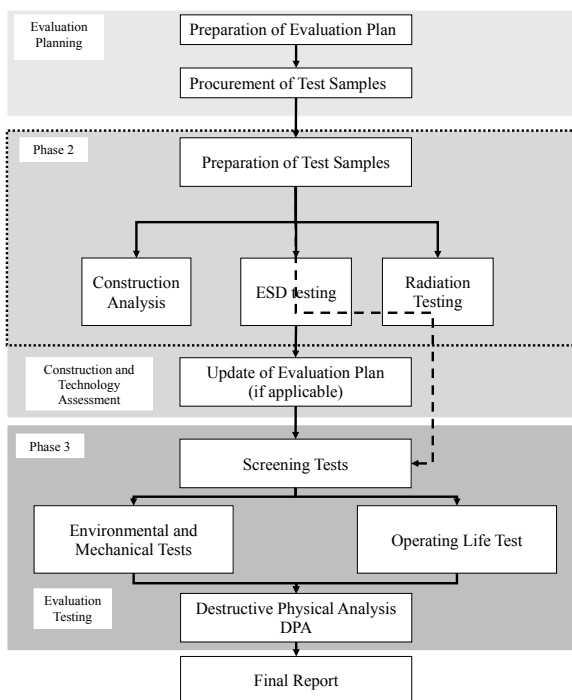 Evaluation
Planning
Preparation of Evaluation Plan
Procurement of Test Samples
Phase 2
Preparation of Test Samples
Construction
Analysis
ESD testing
Radiation
Testing
Construction and
Technology
Assessment
Update of Evaluation Plan
(if applicable)
Phase 3
Screening Tests
Environmental and
Mechanical Tests
Operating Life Test
Evaluation
Testing
Destructive Physical Analysis
DPA
Final Report